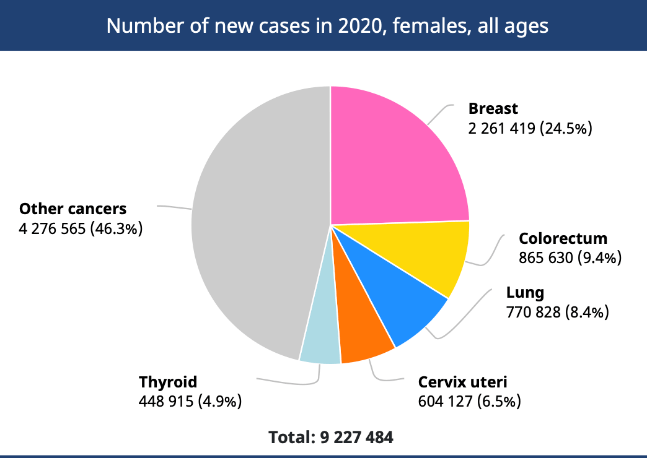 Number of new cases in 2020, females, all ages
Breast
2 261 419 (24.5%)
Other cancers
4 276 565 (46.3%)
Colorectum
865 630 (9.4%)
Lung
770 828 (8.4%)
Thyroid
448 915 (4.9%)
Cervix uteri
604 127 (6.5%)
Total: 9 227 484